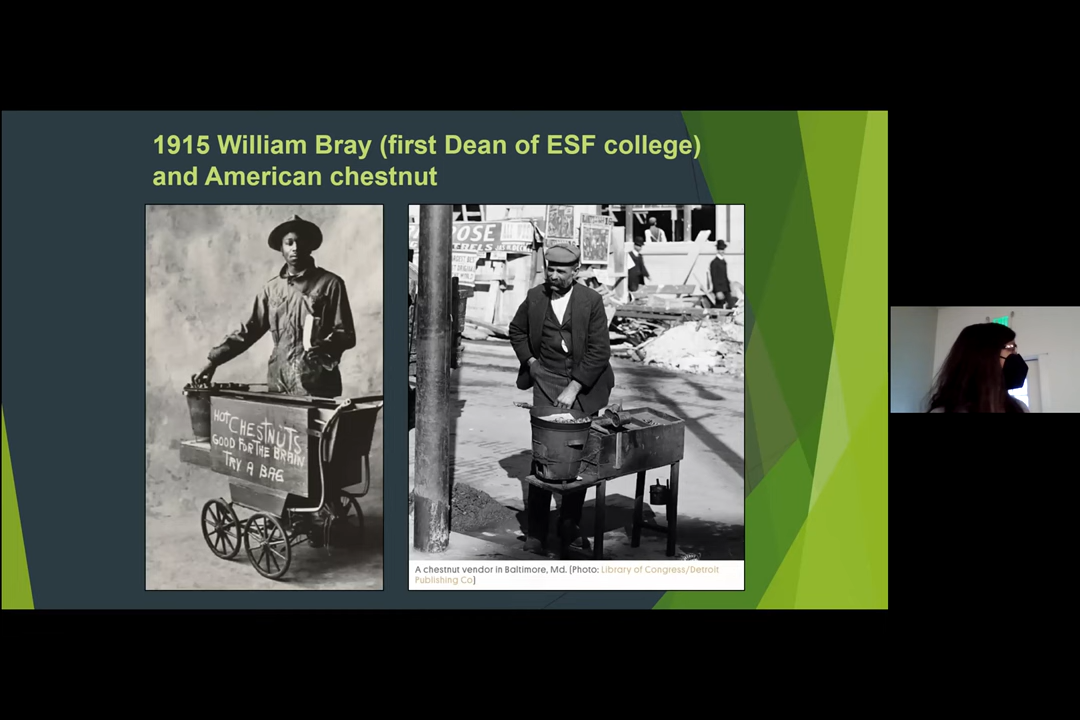 1915 William Bray (first Dean of ESF college)
and American chestnut
HOT CHESTNUTS
GOOD FOR THE BRAIN
TRY A BAG
OSE
A chestnut vendor in Baltimore, Md. (Photo: Library of Congress/Detroit
Publishing Co)